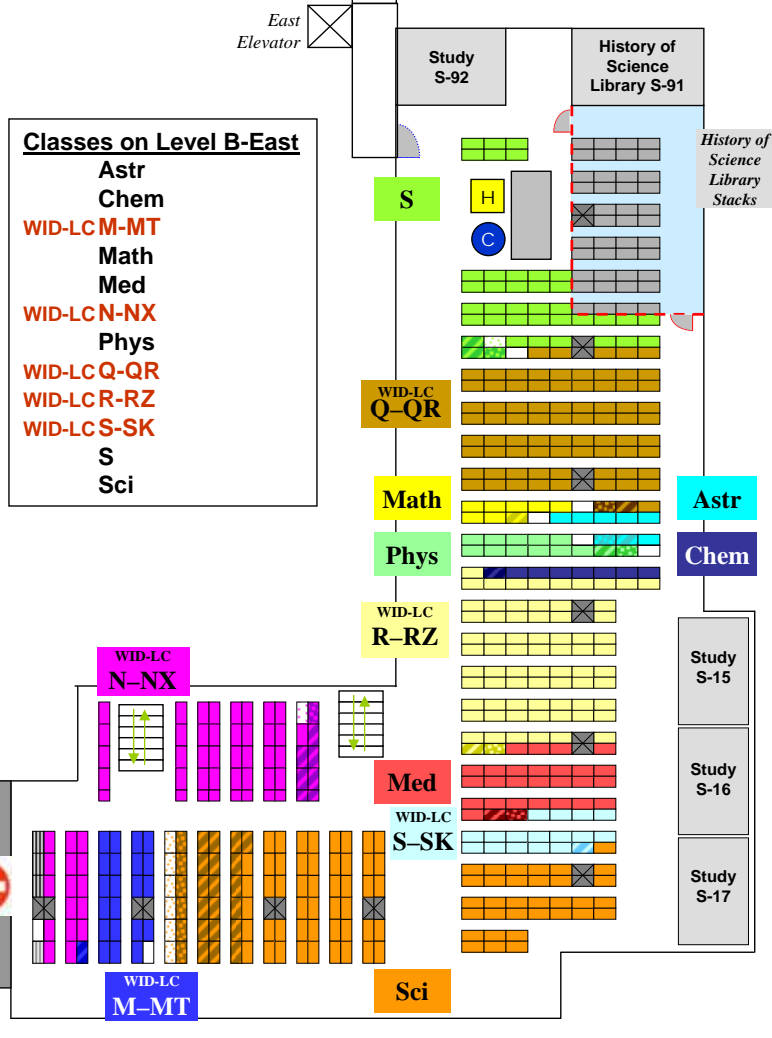 East
Elevator
Study
S-92
History of
Science
Library S-91
Classes on Level B-East
Astr
Chem
WID-LC M-MT
Math
Med
WID-LC N-NX
Phys
WID-LC Q-QR
WID-LC R-RZ
WID-LC S-SK
S
Sci
History of
Science
Library
Stacks
S
H
C
WID-LC
Q–QR
Math
Astr
Phys
Chem
WID-LC
R–RZ
Study
S-15
WID-LC
N–NX
Study
S-16
Med
WID-LC
S–SK
Study
S-17
WID-LC
M–MT
Sci